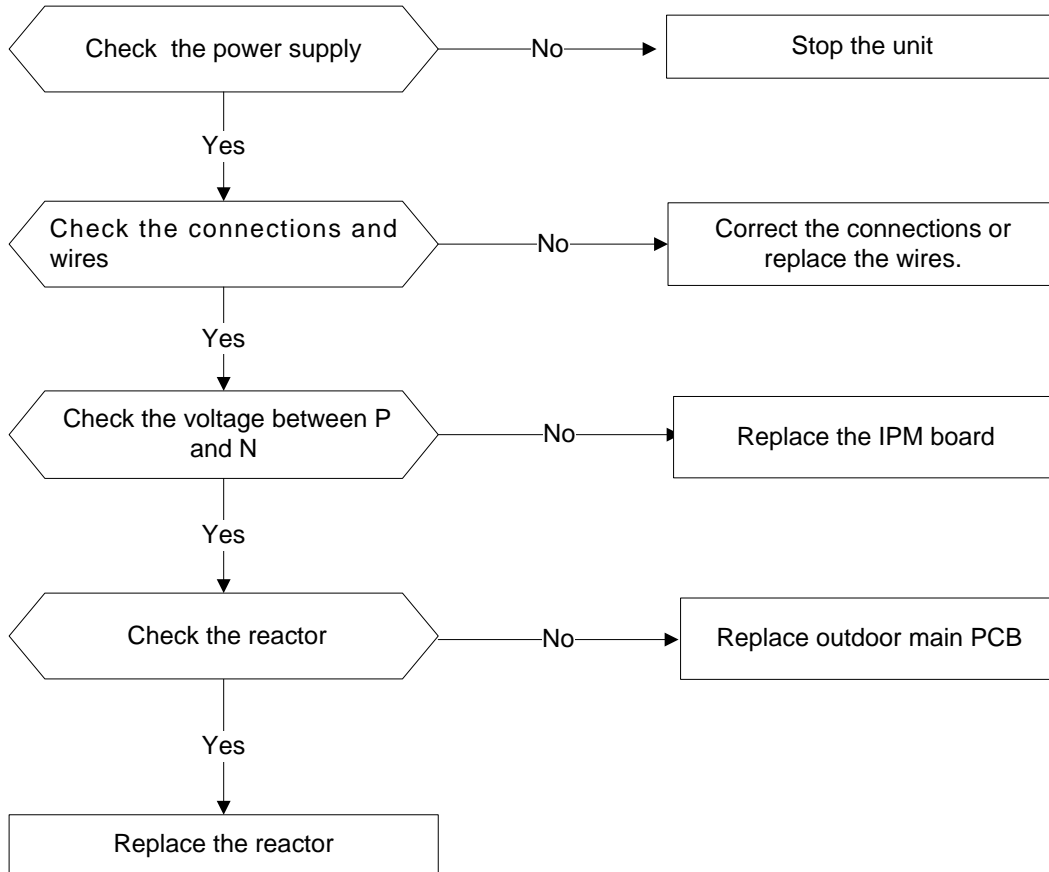 Check the power supply
No
Stop the unit
Yes
Check the connections and
wires
No
Correct the connections or
replace the wires.
Yes
Check the voltage between P
and N
No
Replace the IPM board
Yes
Check the reactor
No
Replace outdoor main PCB
Yes
Replace the reactor